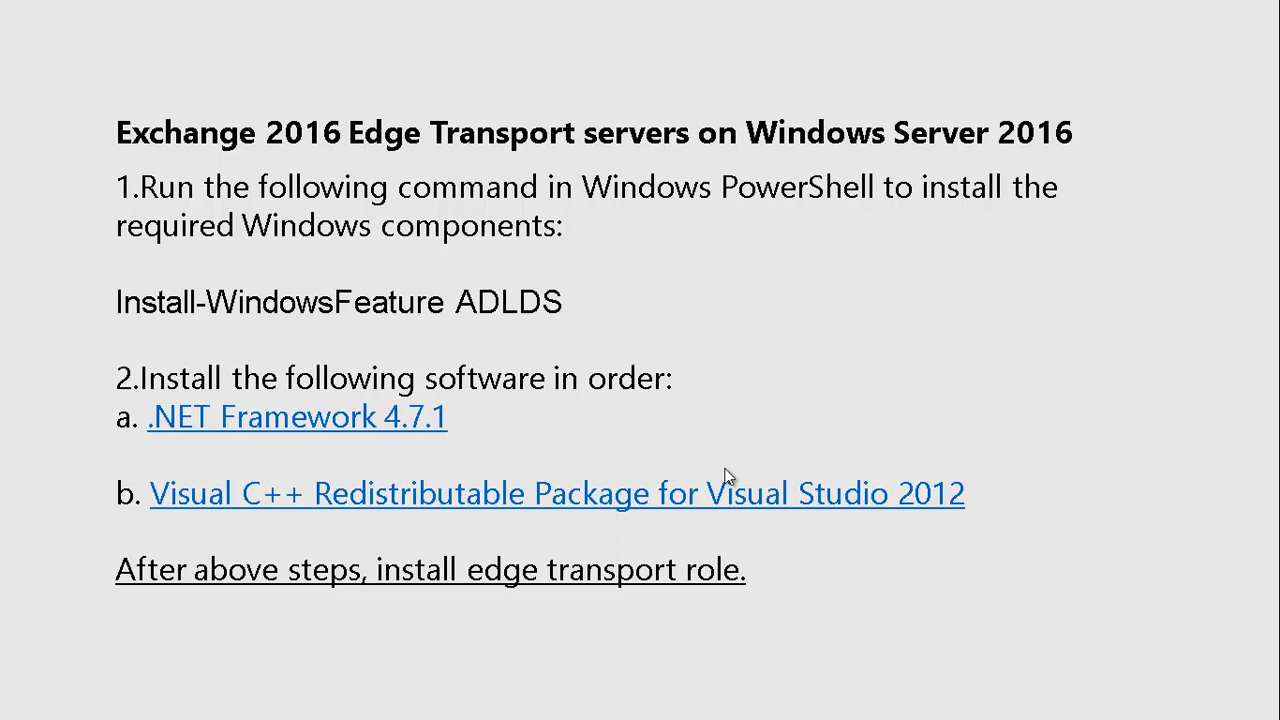 Exchange 2016 Edge Transport servers on Windows Server 2016
1.Run the following command in Windows PowerShell to install the
required Windows components:
Install-WindowsFeature ADLDS
2.Install the following software in order:
a. .NET Framework 4.7.1
b. Visual C++ Redistributable Package for Visual Studio 2012
After above steps, install edge transport role.